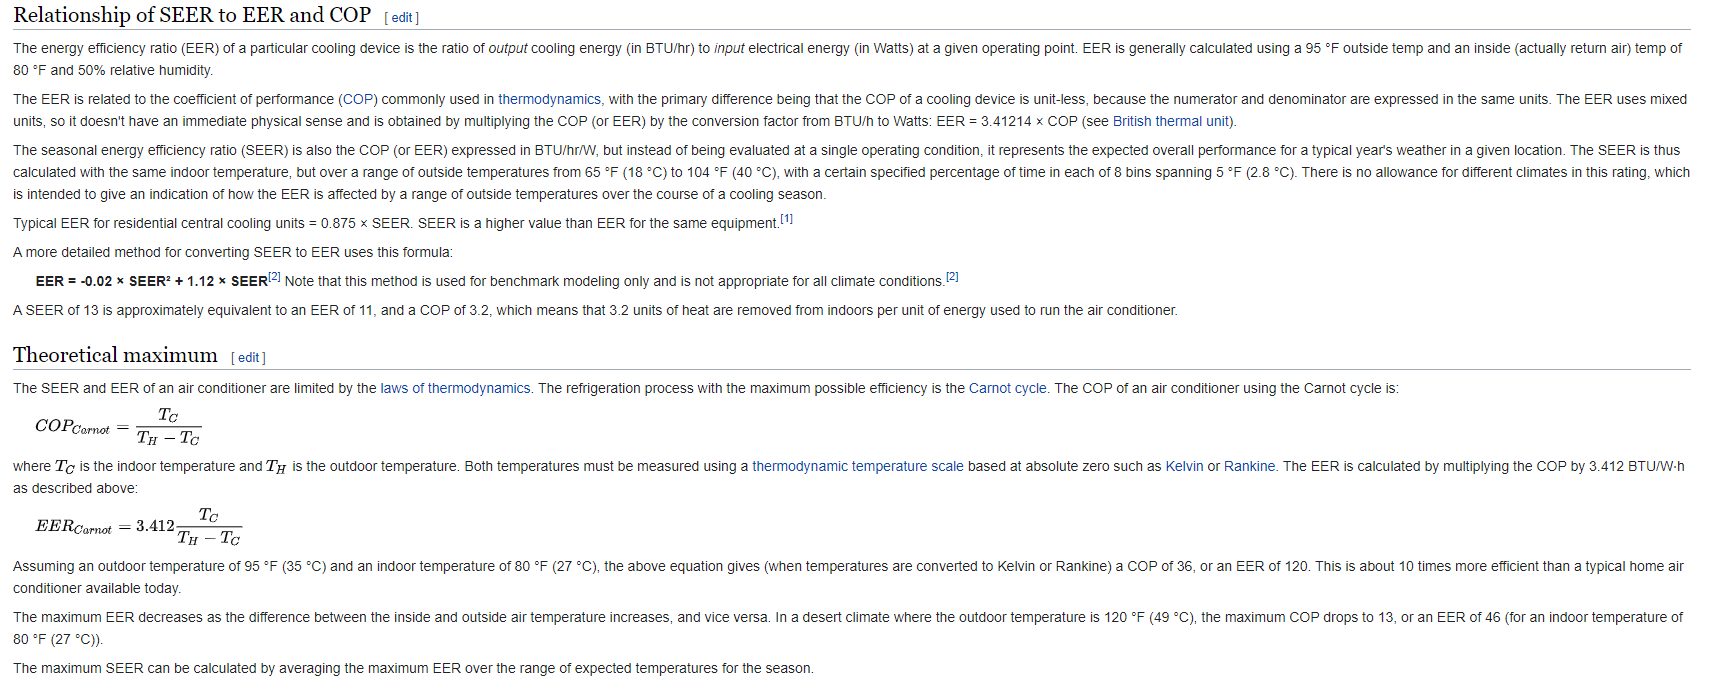 Relationship of SEER to EER and COP [ edit ]
The energy efficiency ratio (EER) of a particular cooling device is the ratio of output cooling energy (in BTU/hr) to input electrical energy (in Watts) at a given operating point. EER is generally calculated using a 95 °F outside temp and an inside (actually return air) temp of
80 °F and 50% relative humidity.
The EER is related to the coefficient of performance (COP) commonly used in thermodynamics, with the primary difference being that the COP of a cooling device is unit-less, because the numerator and denominator are expressed in the same units. The EER uses mixed
units, so it doesn't have an immediate physical sense and is obtained by multiplying the COP (or EER) by the conversion factor from BTU/h to Watts: EER = 3.41214 × COP (see British thermal unit).
The seasonal energy efficiency ratio (SEER) is also the COP (or EER) expressed in BTU/hr/W, but instead of being evaluated at a single operating condition, it represents the expected overall performance for a typical year's weather in a given location. The SEER is thus
calculated with the same indoor temperature, but over a range of outside temperatures from 65 °F (18 °C) to 104 °F (40 °C), with a certain specified percentage of time in each of 8 bins spanning 5 °F (2.8 °C). There is no allowance for different climates in this rating, which
is intended to give an indication of how the EER is affected by a range of outside temperatures over the course of a cooling season.
Typical EER for residential central cooling units = 0.875 × SEER. SEER is a higher value than EER for the same equipment.[1]
A more detailed method for converting SEER to EER uses this formula:
EER = -0.02 × SEER² + 1.12 × SEER[2] Note that this method is used for benchmark modeling only and is not appropriate for all climate conditions.[2]
A SEER of 13 is approximately equivalent to an EER of 11, and a COP of 3.2, which means that 3.2 units of heat are removed from indoors per unit of energy used to run the air conditioner.
Theoretical maximum [ edit ]
The SEER and EER of an air conditioner are limited by the laws of thermodynamics. The refrigeration process with the maximum possible efficiency is the Carnot cycle. The COP of an air conditioner using the Carnot cycle is:
COP_Carnot = T_C / (T_H − T_C)
where T_C is the indoor temperature and T_H is the outdoor temperature. Both temperatures must be measured using a thermodynamic temperature scale based at absolute zero such as Kelvin or Rankine. The EER is calculated by multiplying the COP by 3.412 BTU/W⋅h
as described above:
EER_Carnot = 3.412 T_C / (T_H − T_C)
Assuming an outdoor temperature of 95 °F (35 °C) and an indoor temperature of 80 °F (27 °C), the above equation gives (when temperatures are converted to Kelvin or Rankine) a COP of 36, or an EER of 120. This is about 10 times more efficient than a typical home air
conditioner available today.
The maximum EER decreases as the difference between the inside and outside air temperature increases, and vice versa. In a desert climate where the outdoor temperature is 120 °F (49 °C), the maximum COP drops to 13, or an EER of 46 (for an indoor temperature of
80 °F (27 °C)).
The maximum SEER can be calculated by averaging the maximum EER over the range of expected temperatures for the season.